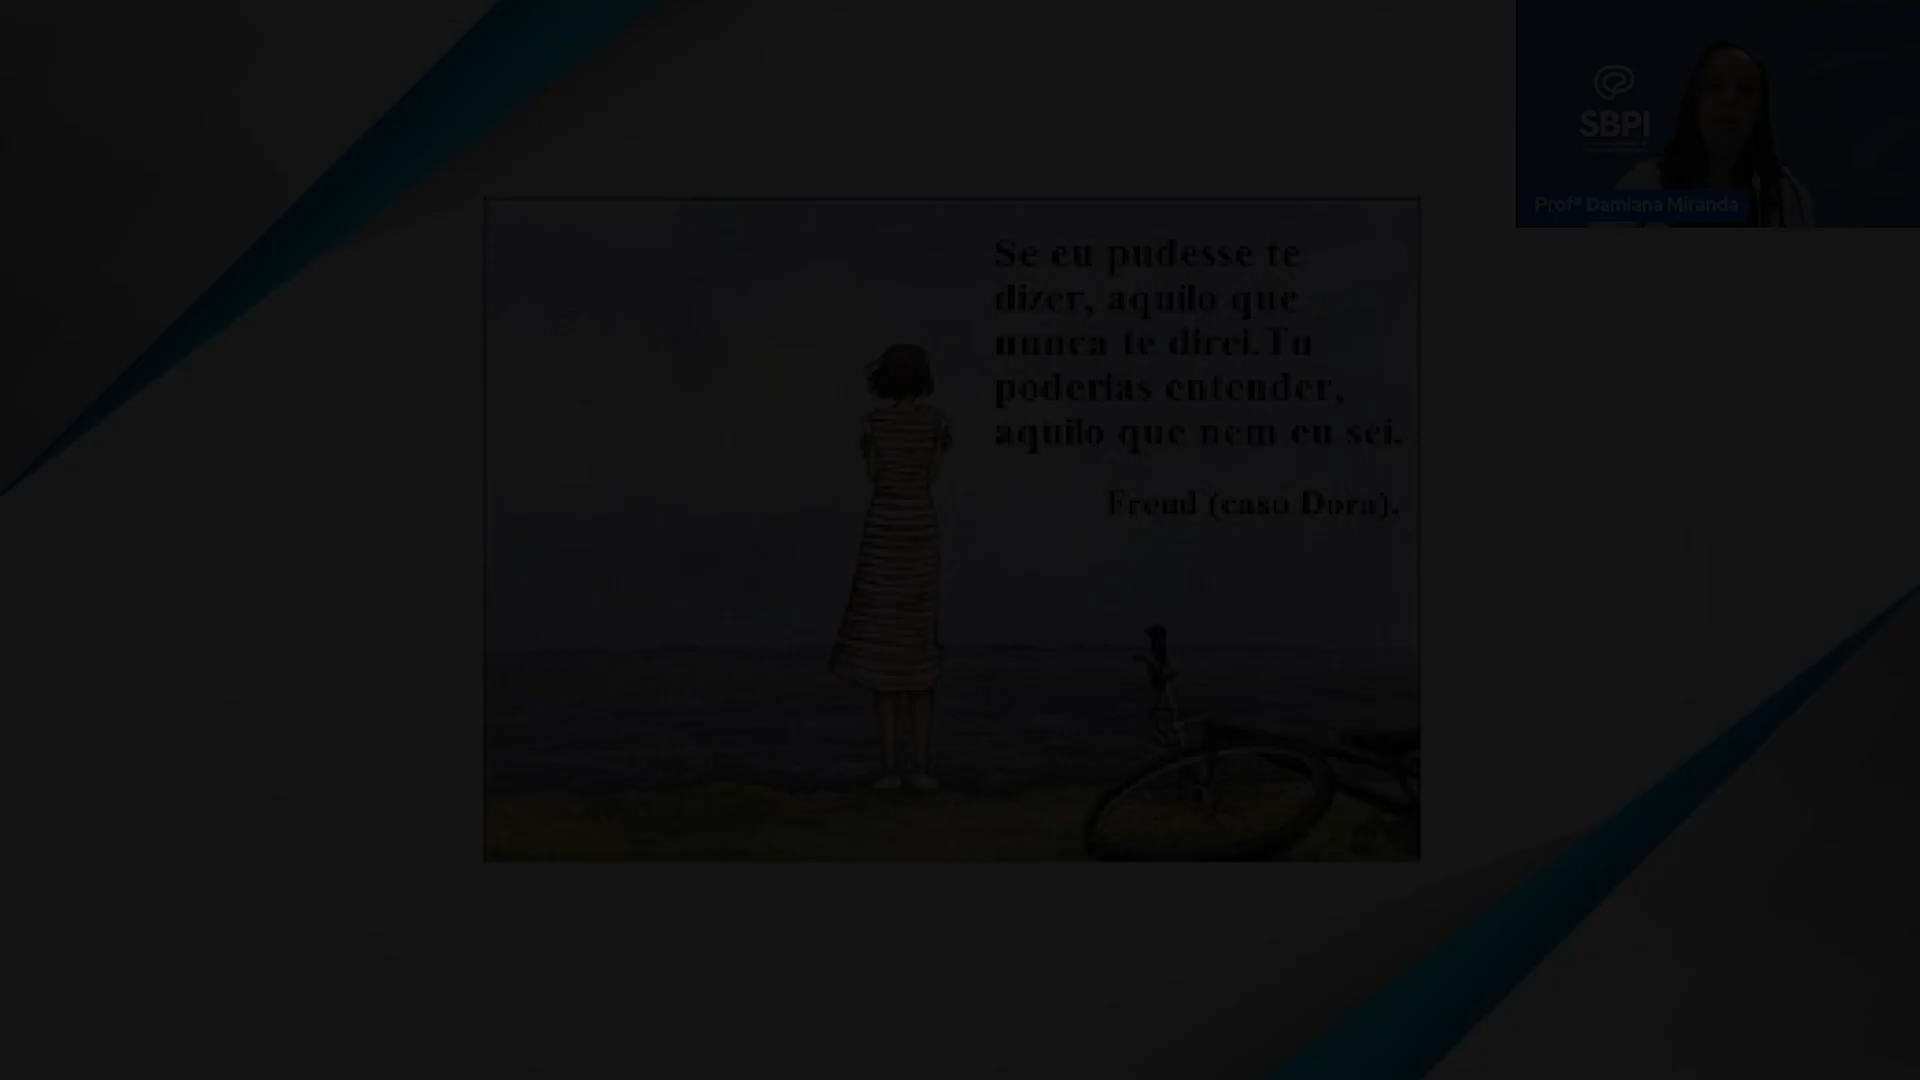 SBPI
Profª Damiana Miranda
Se eu pudesse te
dizer, aquilo que
nunca te direi.Tu
poderias entender,
aquilo que nem eu sei.
Freud (caso Dora).